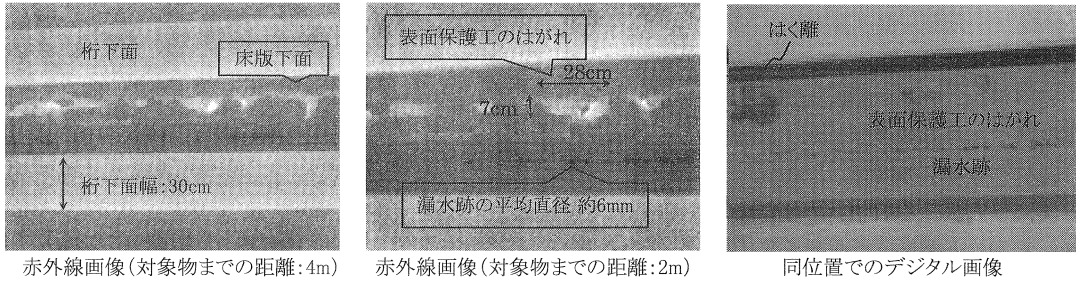 桁下面
床版下面
桁下面幅:30cm
赤外線画像(対象物までの距離:4m)
表面保護工のはがれ
28cm
7cm
漏水跡の平均直径 約6mm
赤外線画像(対象物までの距離:2m)
はく離
表面保護工のはがれ
漏水跡
同位置でのデジタル画像